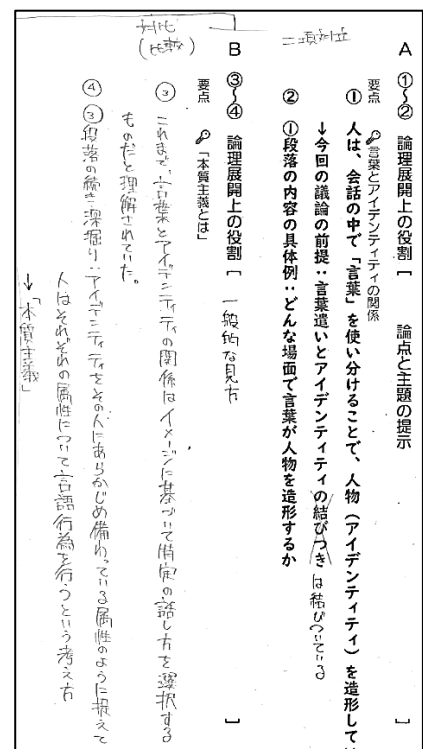 二項対立
A ①〜② 論理展開上の役割 [ 論点と主題の提示 ]
要点 言葉とアイデンティティの関係
① 人は、会話の中で「言葉」を使い分けることで、人物(アイデンティティ)を造形して
↓今回の議論の前提:言葉遣いとアイデンティティの結びつき は結びついている
② ①段落の内容の具体例:どんな場面で言葉が人物を造形するか
対比
(比較)
B ③〜④ 論理展開上の役割 [ 一般的な見方 ]
要点 「本質主義とは」
③ これまで、言葉とアイデンティティの関係はイメージに基づいて特定の話し方を選択する
ものだと理解されていた。
④ ③段落の続き・深掘り:アイデンティティをその人にあらかじめ備わっている属性のように捉えて
人はそれぞれの属性について言語行為を行うという考え方
→「本質主義」